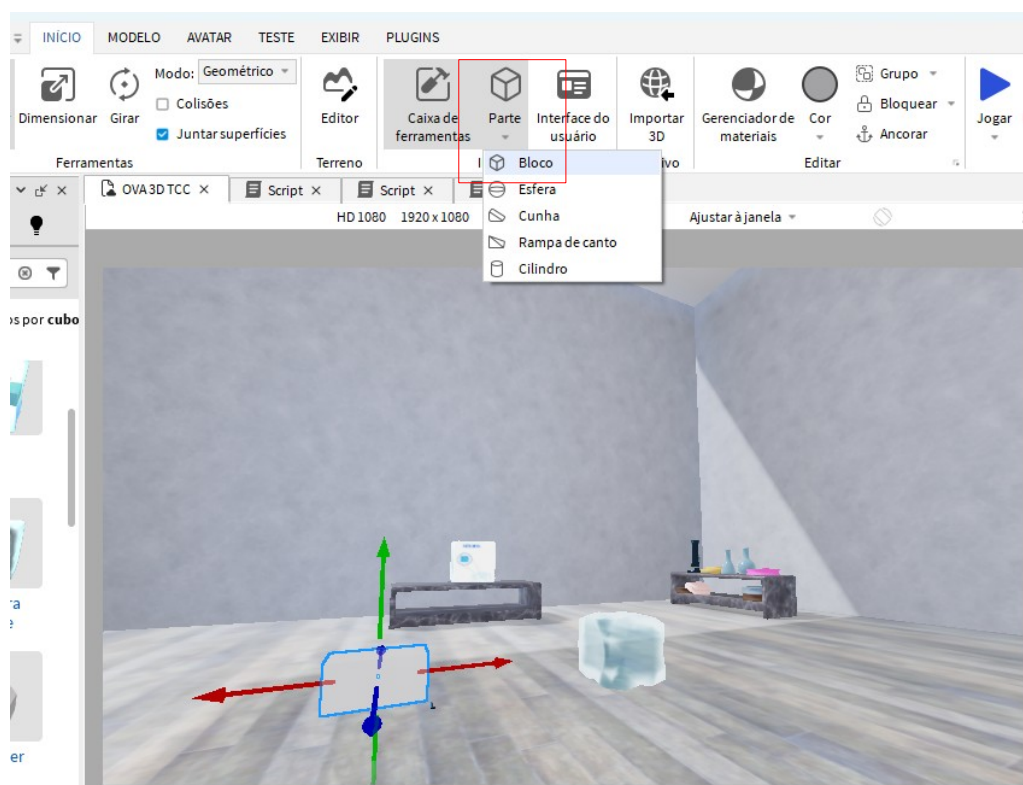 INÍCIO MODELO AVATAR TESTE EXIBIR PLUGINS
Modo: Geométrico
Colisões
Juntar superfícies
Dimensionar Girar
Ferramentas
Editor
Terreno
Caixa de ferramentas
Parte
Interface do usuário
Importar 3D
Gerenciador de materiais
Cor
Grupo
Bloquear
Ancorar
Editar
Jogar
Bloco
Esfera
Cunha
Rampa de canto
Cilindro
OVA 3D TCC Script Script
HD 1080 1920 x 1080 Ajustar à janela
por cubo